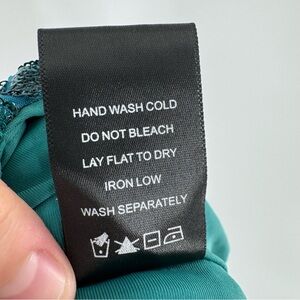 HAND WASH COLD
DO NOT BLEACH
LAY FLAT TO DRY
IRON LOW
WASH SEPARATELY